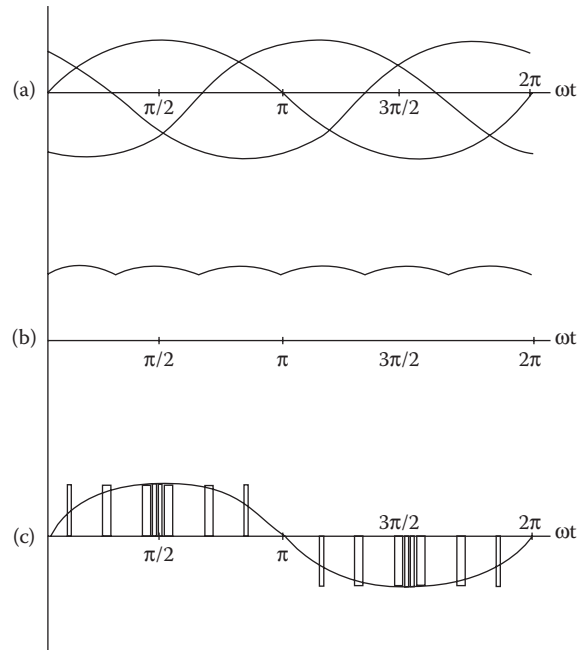 2π
(a) ωt
π/2 π 3π/2
(b) ωt
π/2 π 3π/2 2π
3π/2 2π
(c) ωt
π/2 π